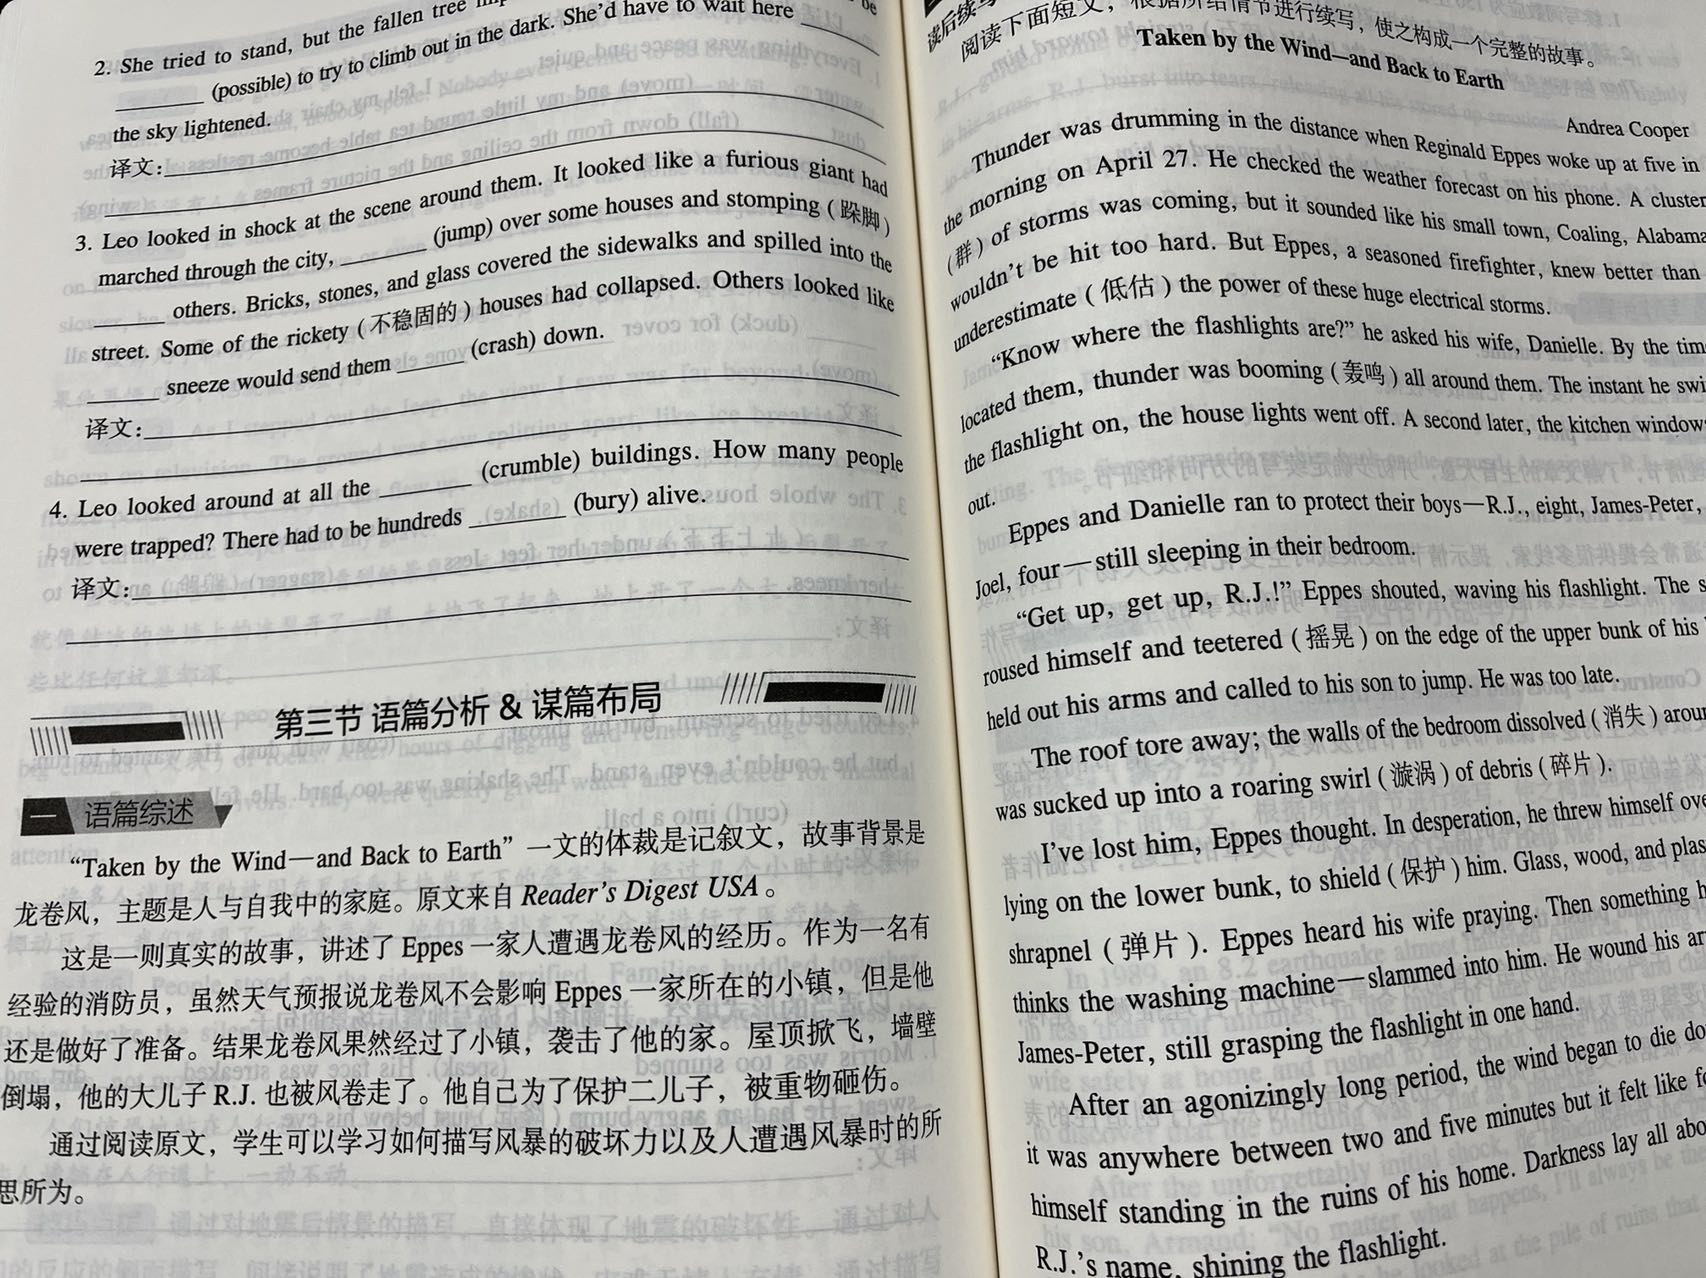 2. She tried to stand, but the fallen tree
be
out in the dark. She'd have to wait here
(possible) to try to climb
the sky lightened.
译文：
3. Leo looked in shock at the scene around them. It looked like a furious giant had
marched through the city, (jump) over some houses and stomping（跺脚）
others. Bricks, stones, and glass covered the sidewalks and spilled into the
street. Some of the rickety（不稳固的）houses had collapsed. Others looked like
sneeze would send them (crash) down.
译文：
4. Leo looked around at all the (crumble) buildings. How many people
were trapped? There had to be hundreds (bury) alive.
译文：
第三节 语篇分析 & 谋篇布局
一 语篇综述
“Taken by the Wind—and Back to Earth” 一文的体裁是记叙文，故事背景是
龙卷风，主题是人与自我中的家庭。原文来自 Reader's Digest USA。
这是一则真实的故事，讲述了 Eppes 一家人遭遇龙卷风的经历。作为一名有
经验的消防员，虽然天气预报说龙卷风不会影响 Eppes 一家所在的小镇，但是他
还是做好了准备。结果龙卷风果然经过了小镇，袭击了他的家。屋顶掀飞，墙壁
倒塌，他的大儿子 R.J. 也被风卷走了。他自己为了保护二儿子，被重物砸伤。
通过阅读原文，学生可以学习如何描写风暴的破坏力以及人遭遇风暴时的所
思所为。
读后续写
阅读下面短文，根据所给情节进行续写，使之构成一个完整的故事。
Taken by the Wind—and Back to Earth
Andrea Cooper
Thunder was drumming in the distance when Reginald Eppes woke up at five in
the morning on April 27. He checked the weather forecast on his phone. A cluster
（群）of storms was coming, but it sounded like his small town, Coaling, Alabama
wouldn't be hit too hard. But Eppes, a seasoned firefighter, knew better than
underestimate（低估）the power of these huge electrical storms.
“Know where the flashlights are?” he asked his wife, Danielle. By the
located them, thunder was booming（轰鸣）all around them. The instant he
the flashlight on, the house lights went off. A second later, the kitchen
out.
Eppes and Danielle ran to protect their boys—R.J., eight, James-Peter,
Joel, four—still sleeping in their bedroom.
“Get up, get up, R.J.!” Eppes shouted, waving his flashlight. The
roused himself and teetered（摇晃）on the edge of the upper bunk of his
held out his arms and called to his son to jump. He was too late.
The roof tore away; the walls of the bedroom dissolved（消失）
was sucked up into a roaring swirl（漩涡）of debris（碎片）.
I've lost him, Eppes thought. In desperation, he threw himself
lying on the lower bunk, to shield（保护）him. Glass, wood, and
shrapnel（弹片）. Eppes heard his wife praying. Then something
thinks the washing machine—slammed into him. He wound his
James-Peter, still grasping the flashlight in one hand.
After an agonizingly long period, the wind began to die
it was anywhere between two and five minutes but it felt like
himself standing in the ruins of his home. Darkness lay all
R.J.'s name, shining the flashlight.